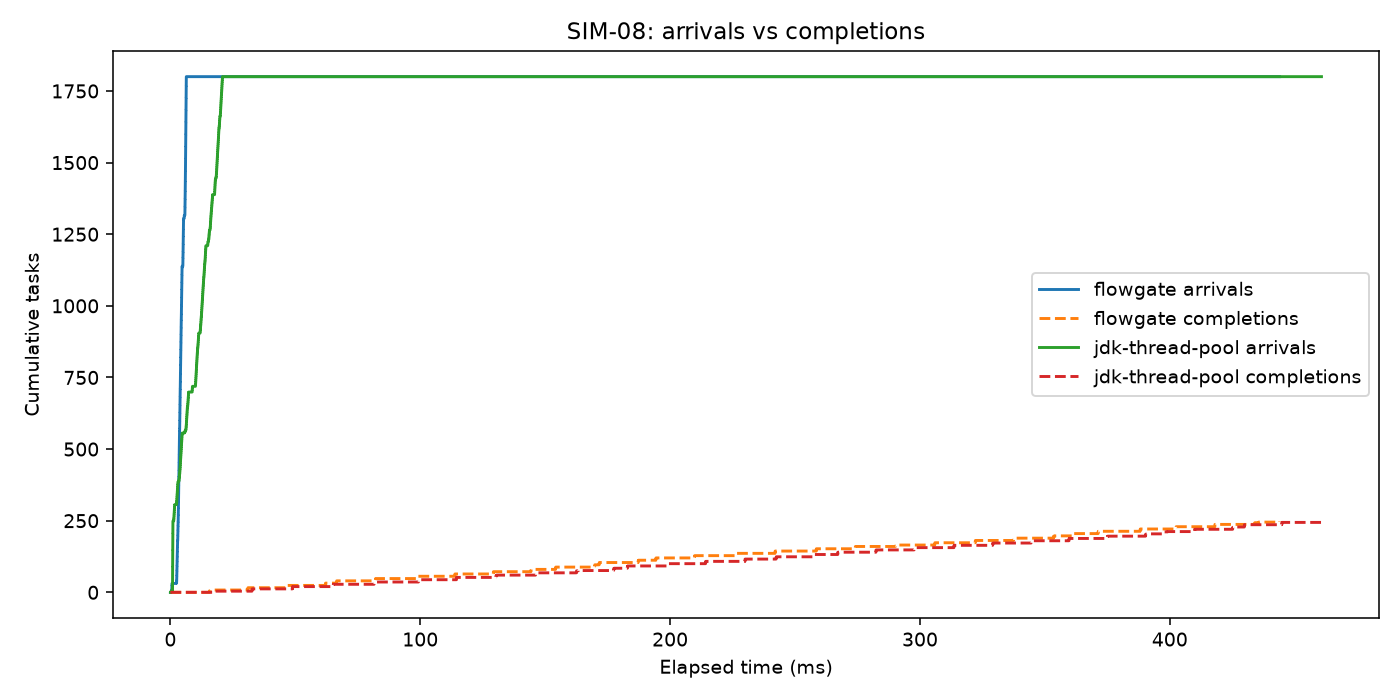 SIM-08: arrivals vs completions
Cumulative tasks
1750
1500
1250
1000
750
500
250
0
flowgate arrivals
flowgate completions
jdk-thread-pool arrivals
jdk-thread-pool completions
0 100 200 300 400
Elapsed time (ms)